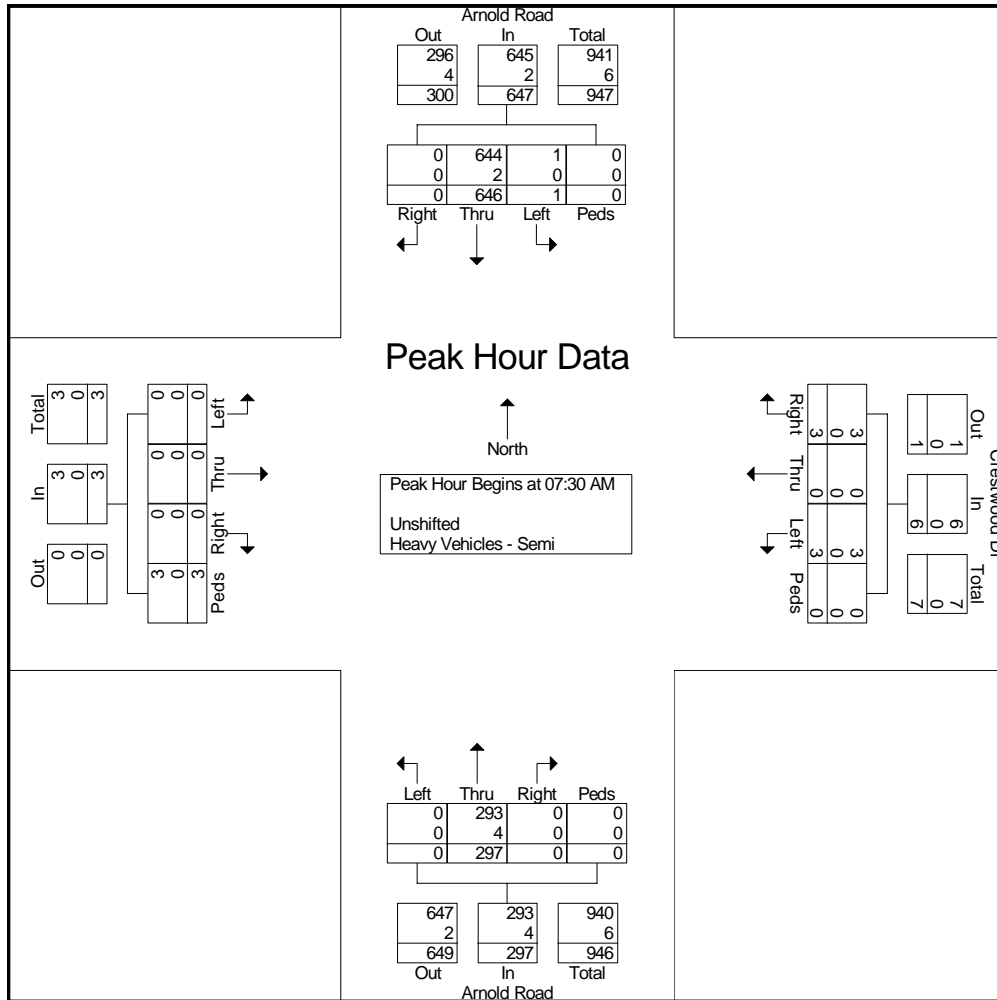 Arnold Road
Out In Total
296 645 941
4 2 6
300 647 947
0 644 1 0
0 2 0 0
0 646 1 0
Right Thru Left Peds
Peak Hour Data
North
Peak Hour Begins at 07:30 AM
Unshifted
Heavy Vehicles - Semi
Left Thru Right Peds
0 0 0 3
0 0 0 0
0 0 0 3
Total In Out
3 3 0
0 0 0
3 3 0
Right Thru Left Peds
3 0 3 0
0 0 0 0
3 0 3 0
Crestwood Dr
Out In Total
1 6 7
0 0 0
1 6 7
Left Thru Right Peds
0 293 0 0
0 4 0 0
0 297 0 0
647 293 940
2 4 6
649 297 946
Out In Total
Arnold Road